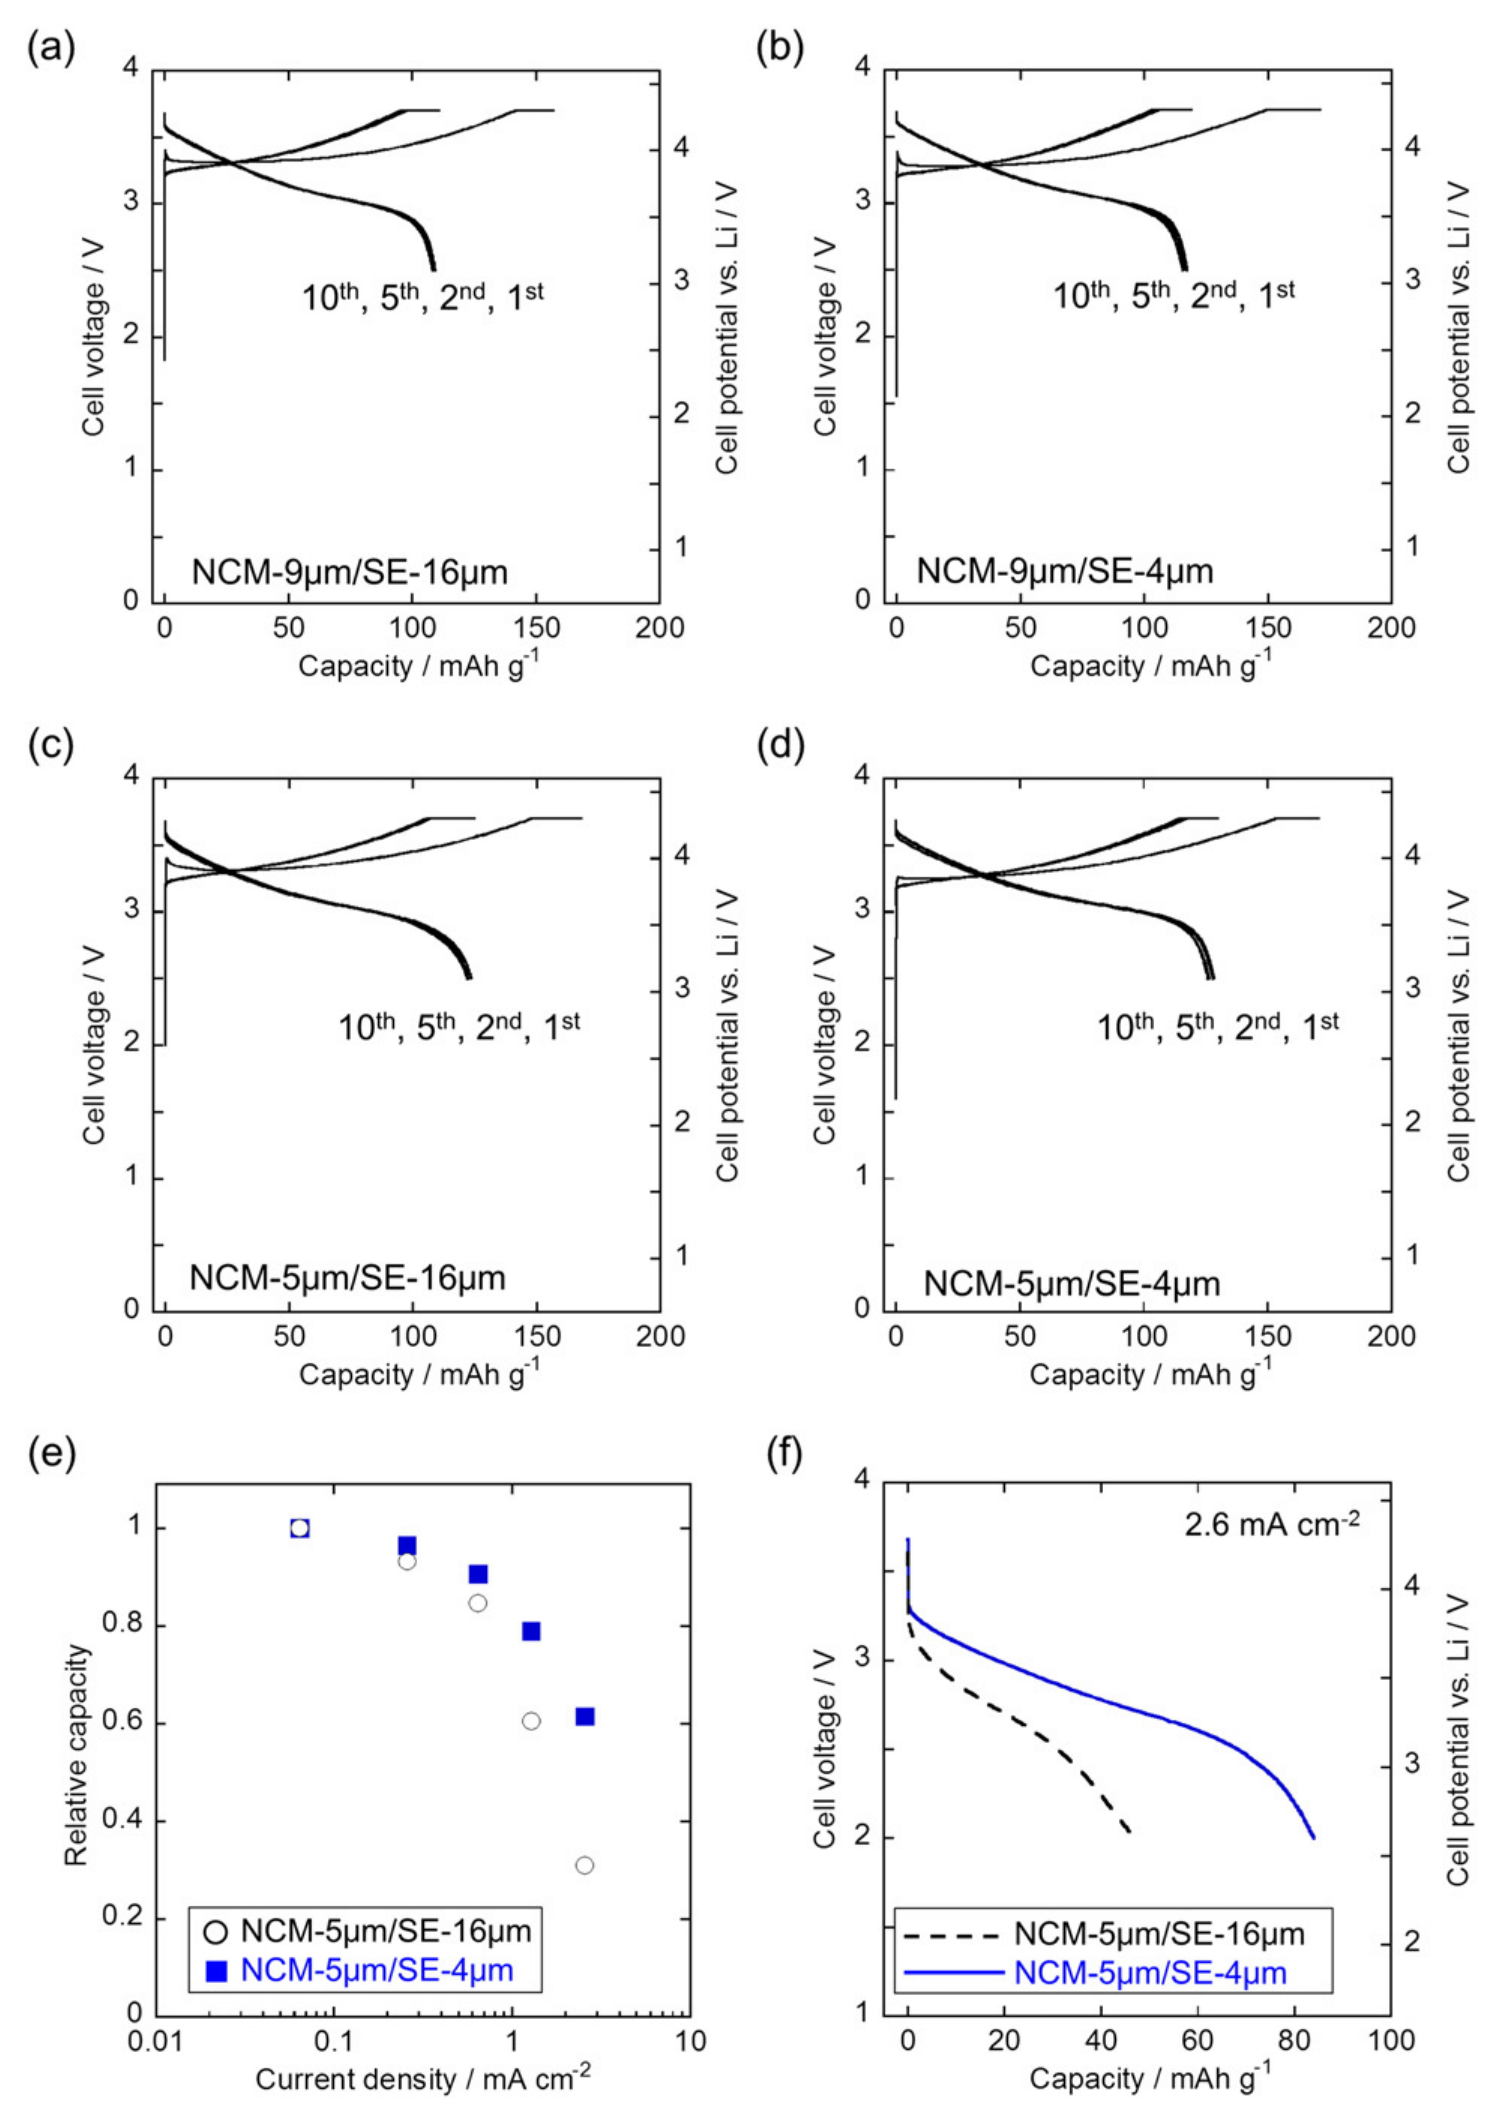 (a)
4
3
2
1
0
Cell voltage / V
4
3
2
1
Cell potential vs. Li / V
10th, 5th, 2nd, 1st
NCM-9µm/SE-16µm
0 50 100 150 200
Capacity / mAh g-1
(b)
4
3
2
1
0
Cell voltage / V
4
3
2
1
Cell potential vs. Li / V
10th, 5th, 2nd, 1st
NCM-9µm/SE-4µm
0 50 100 150 200
Capacity / mAh g-1
(c)
4
3
2
1
0
Cell voltage / V
4
3
2
1
Cell potential vs. Li / V
10th, 5th, 2nd, 1st
NCM-5µm/SE-16µm
0 50 100 150 200
Capacity / mAh g-1
(d)
4
3
2
1
0
Cell voltage / V
4
3
2
1
Cell potential vs. Li / V
10th, 5th, 2nd, 1st
NCM-5µm/SE-4µm
0 50 100 150 200
Capacity / mAh g-1
(e)
1
0.8
0.6
0.4
0.2
0
Relative capacity
NCM-5µm/SE-16µm
NCM-5µm/SE-4µm
0.01 0.1 1 10
Current density / mA cm-2
(f)
4
3
2
1
Cell voltage / V
4
3
2
Cell potential vs. Li / V
2.6 mA cm-2
NCM-5µm/SE-16µm
NCM-5µm/SE-4µm
0 20 40 60 80 100
Capacity / mAh g-1